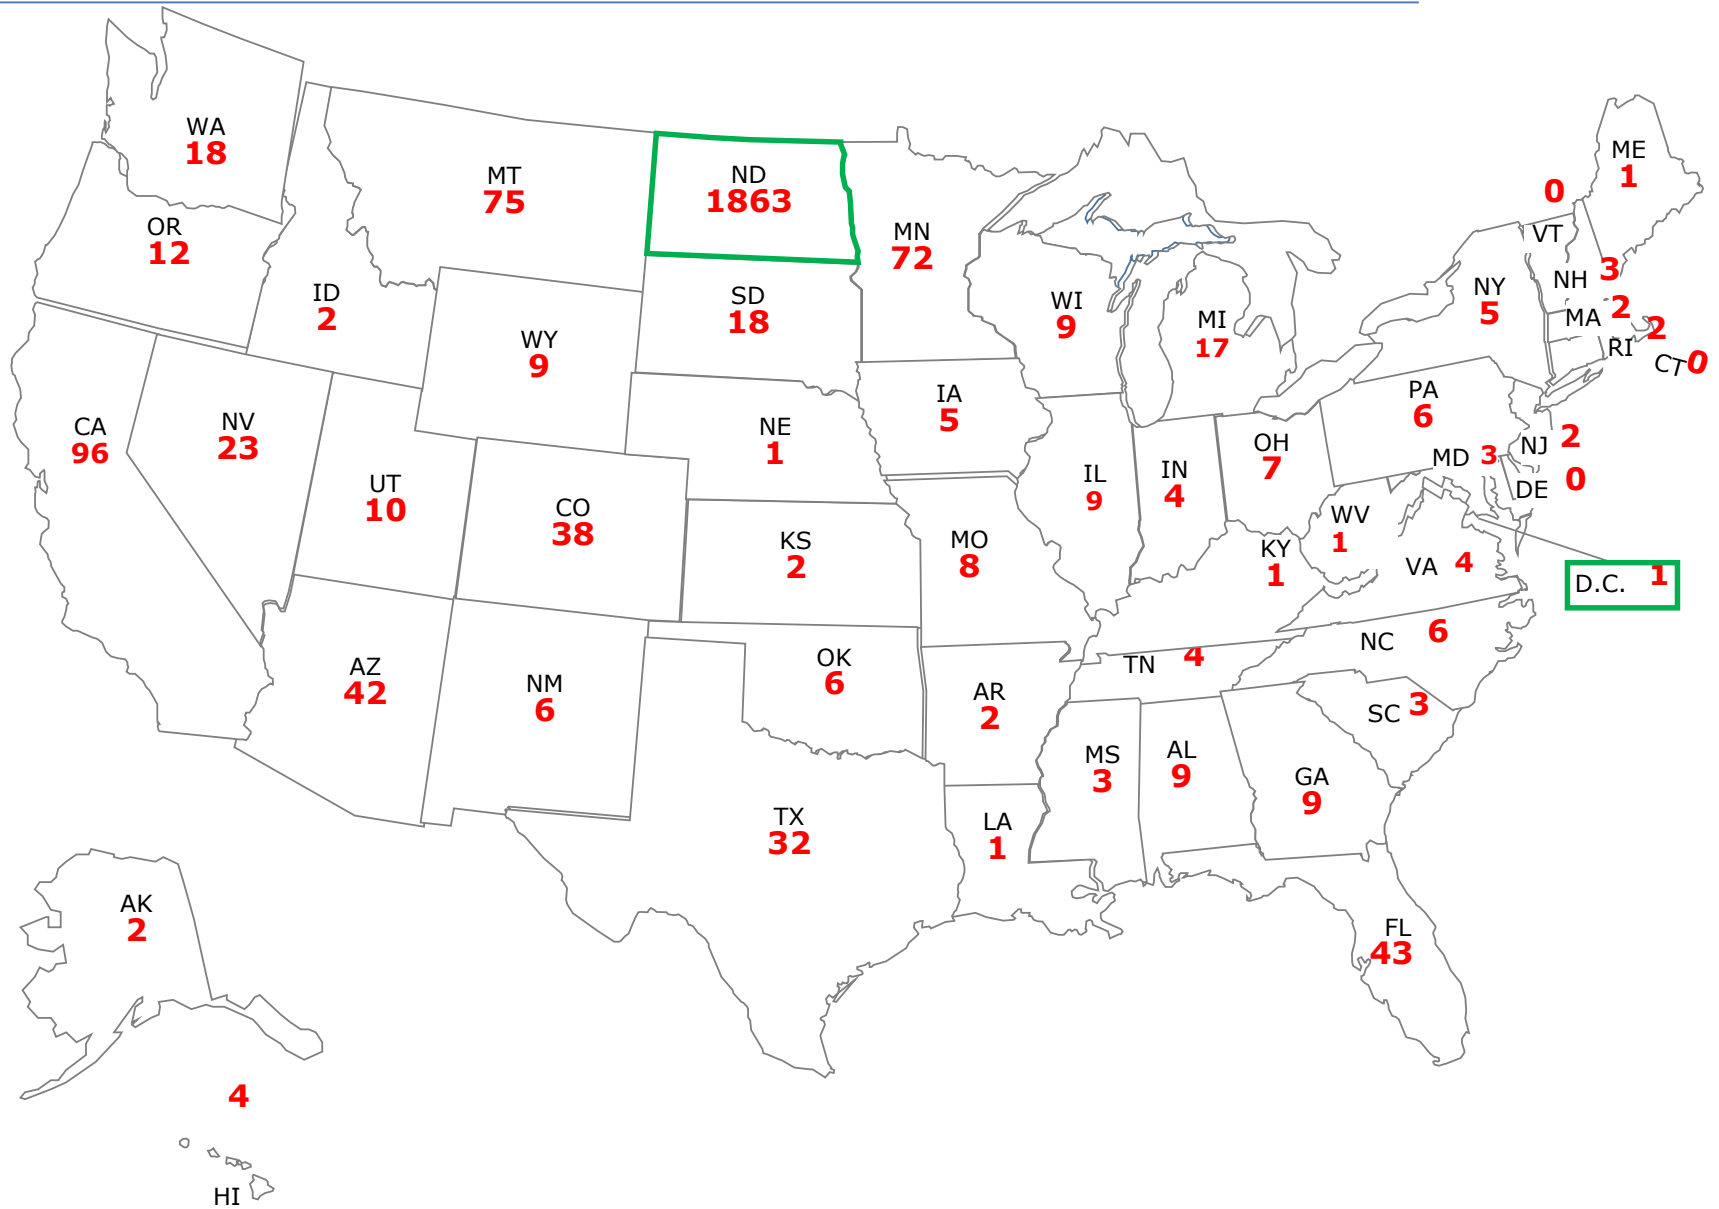 WA
18
OR
12
CA
96
ID
2
NV
23
MT
75
WY
9
UT
10
AZ
42
CO
38
NM
6
ND
1863
SD
18
NE
1
KS
2
OK
6
TX
32
MN
72
IA
5
MO
8
AR
2
LA
1
WI
9
IL
9
MI
17
IN
4
OH
7
KY
1
TN 4
MS
3
AL
9
GA
9
FL
43
SC 3
NC 6
VA 4
WV
1
D.C. 1
MD 3
DE 0
NJ 2
PA
6
NY
5
CT 0
RI 2
MA 2
NH 3
VT
0
ME
1
AK
2
4
HI